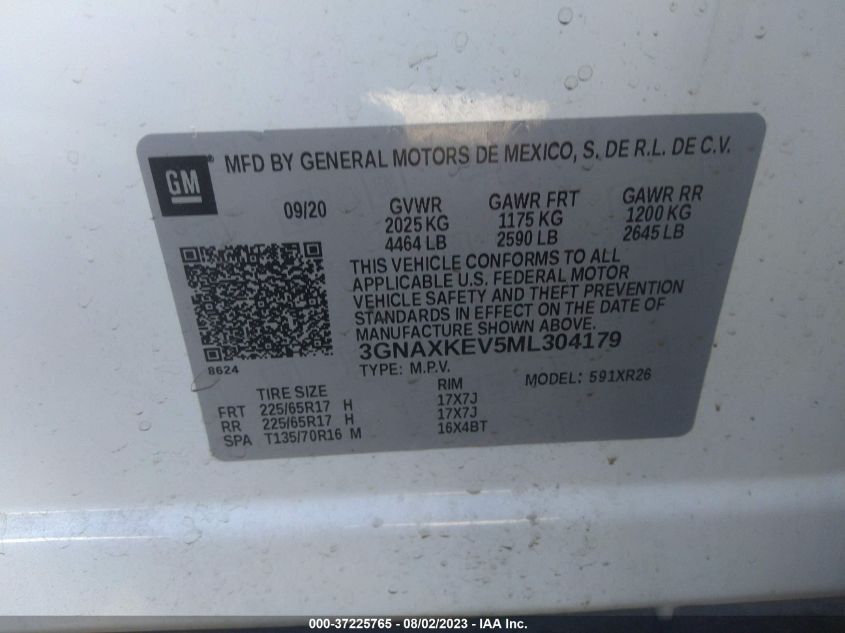 GM
MFD BY GENERAL MOTORS DE MEXICO, S. DE R.L. DE C.V.
09/20 GVWR GAWR FRT GAWR RR
2025 KG 1175 KG 1200 KG
4464 LB 2590 LB 2645 LB
THIS VEHICLE CONFORMS TO ALL
APPLICABLE U.S. FEDERAL MOTOR
VEHICLE SAFETY AND THEFT PREVENTION
STANDARDS IN EFFECT ON THE DATE OF
MANUFACTURE SHOWN ABOVE.
3GNAXKEV5ML304179
8624
TYPE: M.P.V. MODEL: 591XR26
TIRE SIZE RIM
FRT 225/65R17 H 17X7J
RR 225/65R17 H 17X7J
SPA T135/70R16 M 16X4BT
000-37225765 - 08/02/2023 - IAA Inc.